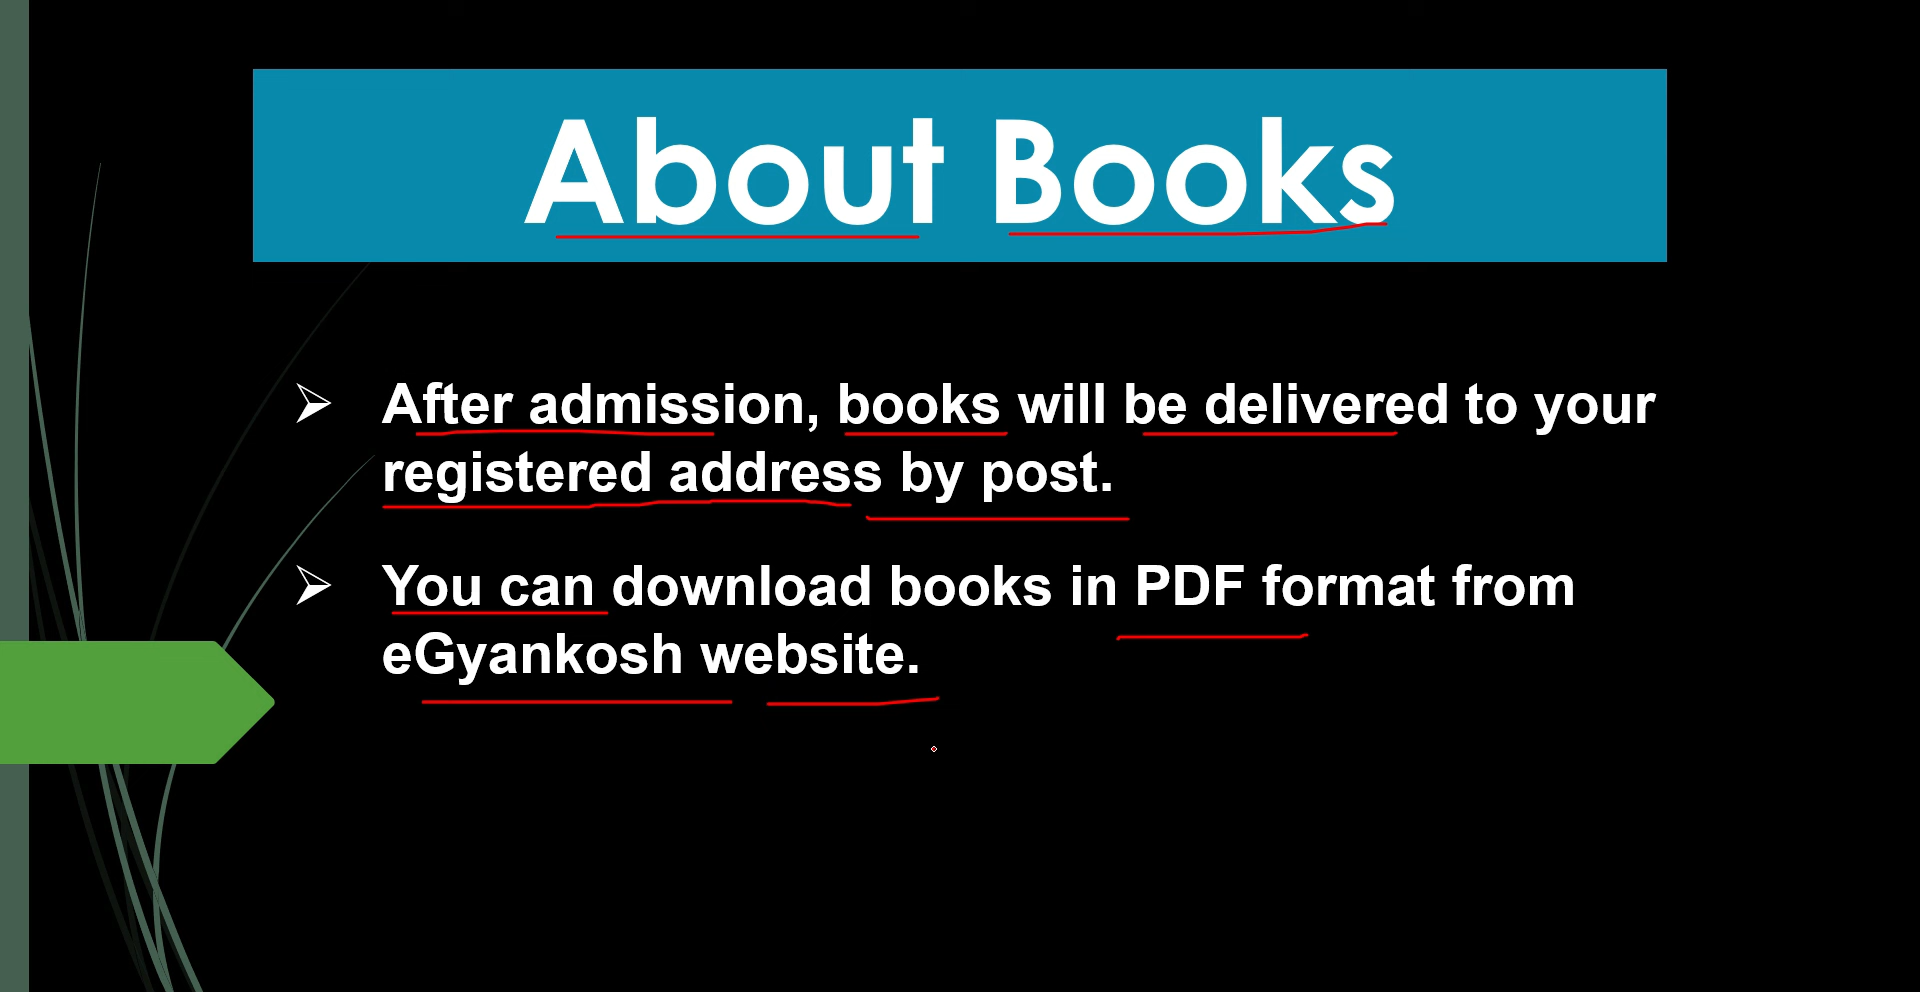 About Books
After admission, books will be delivered to your
registered address by post.
You can download books in PDF format from
eGyankosh website.